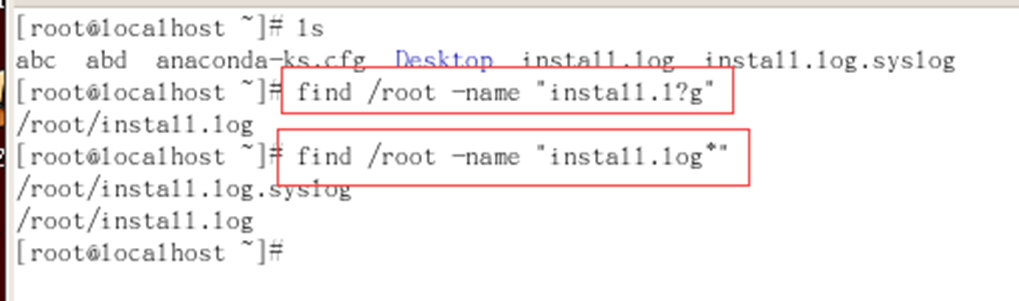 [root@localhost ~]# ls
abc abd anaconda-ks.cfg Desktop install.log install.log.syslog
[root@localhost ~]# find /root -name "install.l?g"
/root/install.log
[root@localhost ~]# find /root -name "install.log*"
/root/install.log.syslog
/root/install.log
[root@localhost ~]#